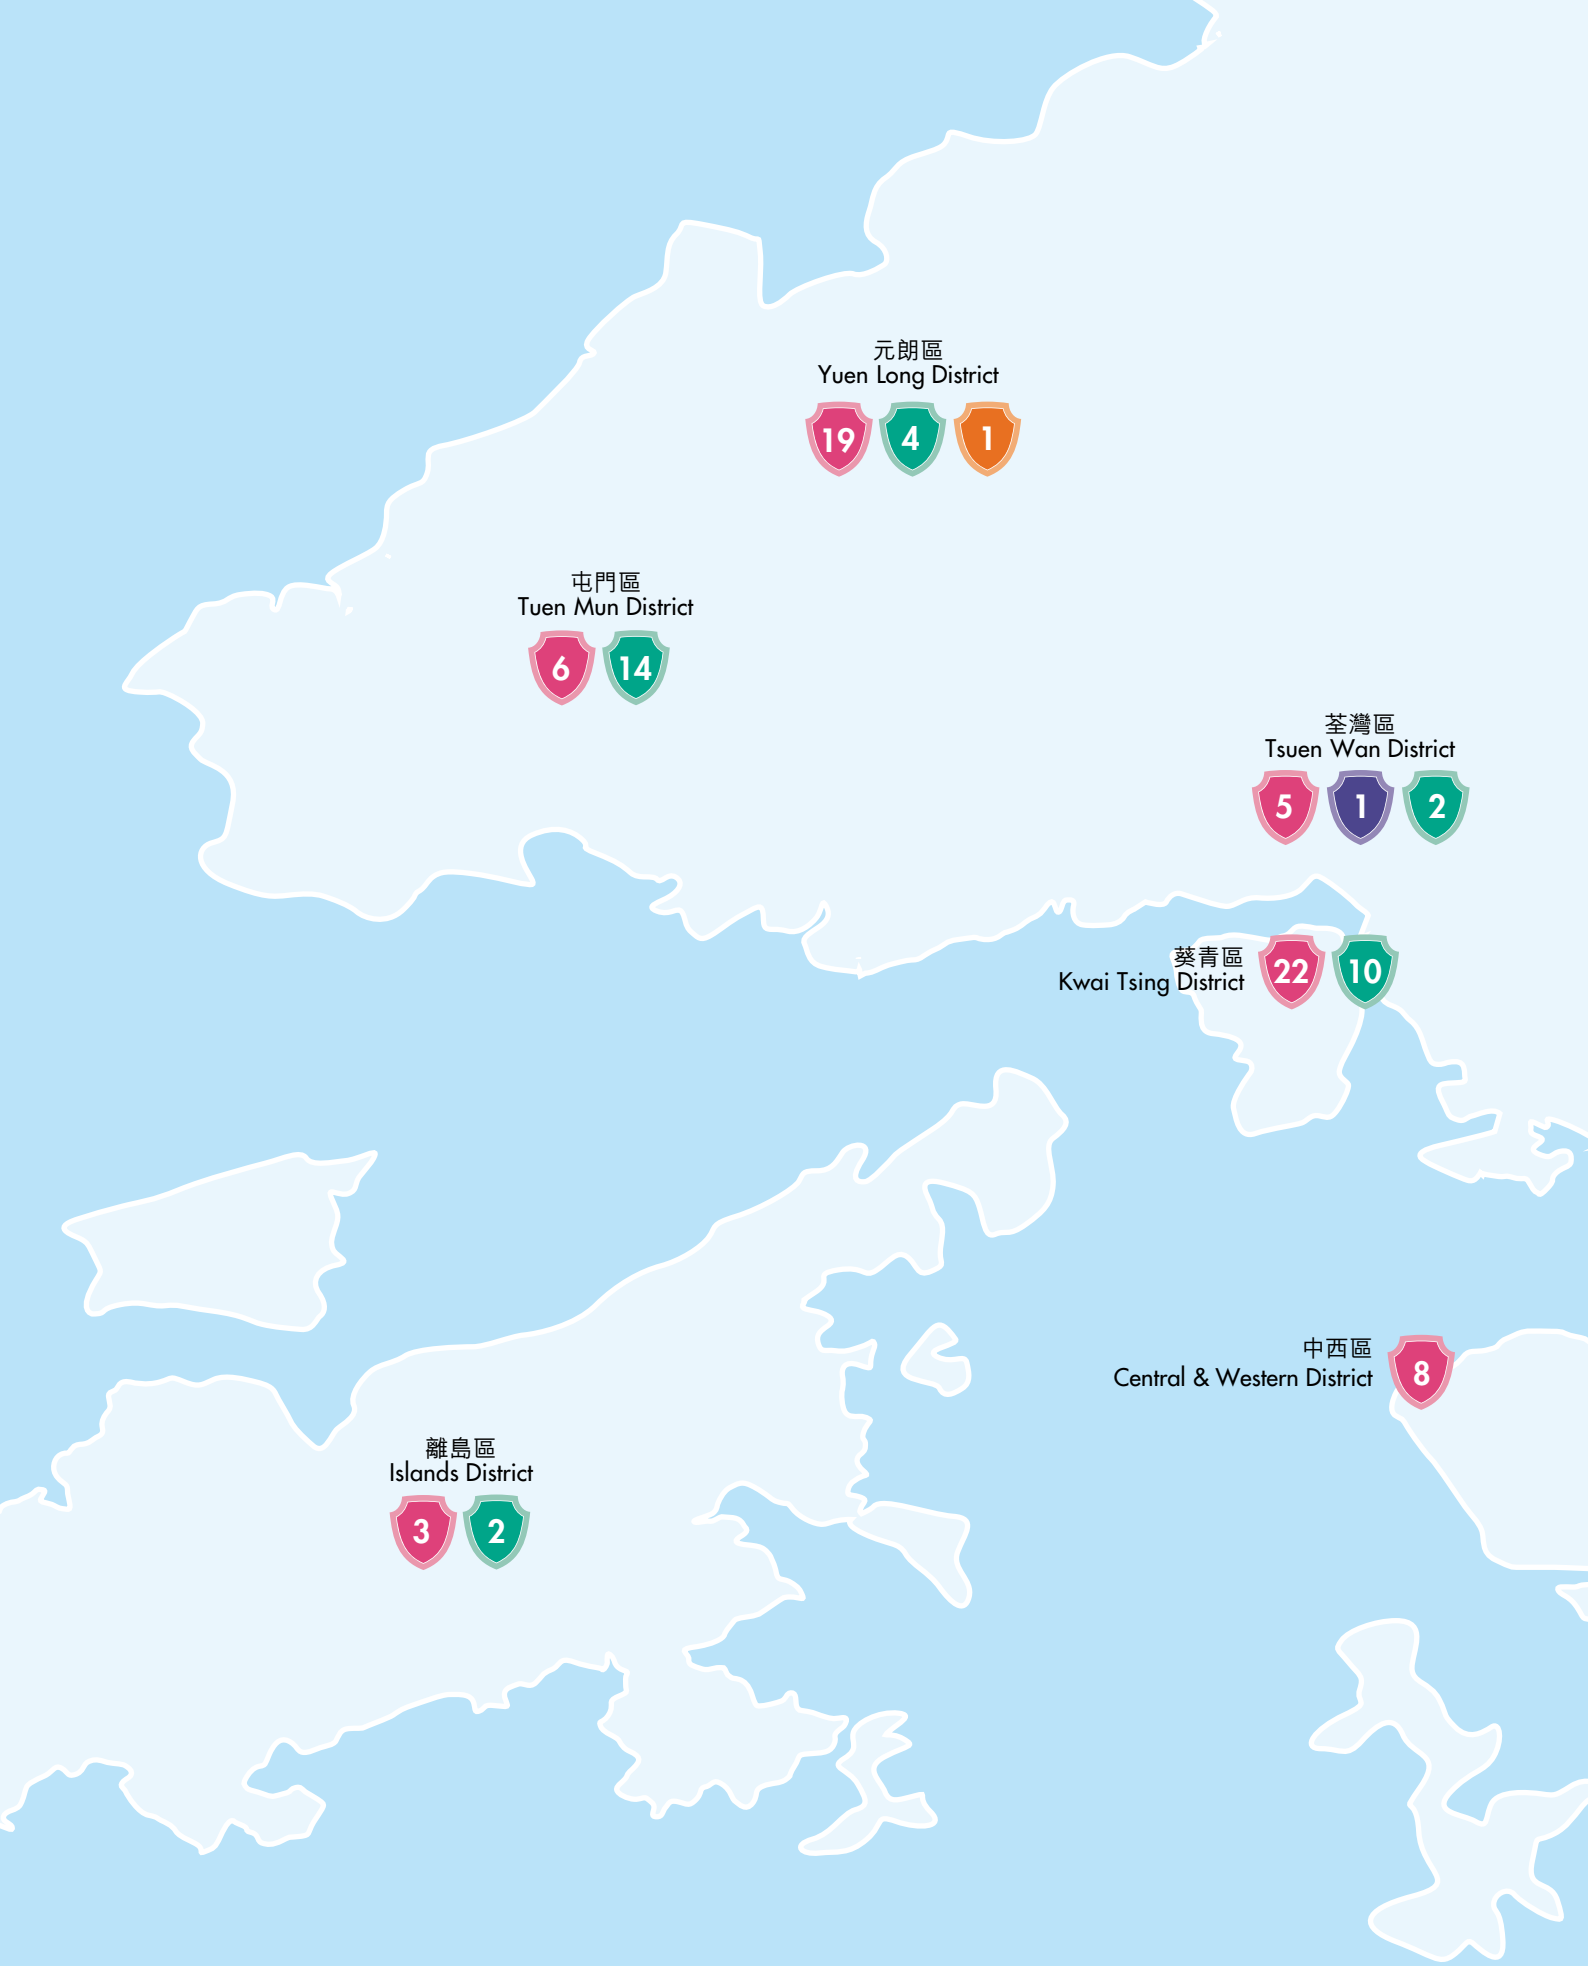 元朗區
Yuen Long District
19 4 1
屯門區
Tuen Mun District
6 14
荃灣區
Tsuen Wan District
5 1 2
葵青區
Kwai Tsing District
22 10
中西區
Central & Western District
8
離島區
Islands District
3 2